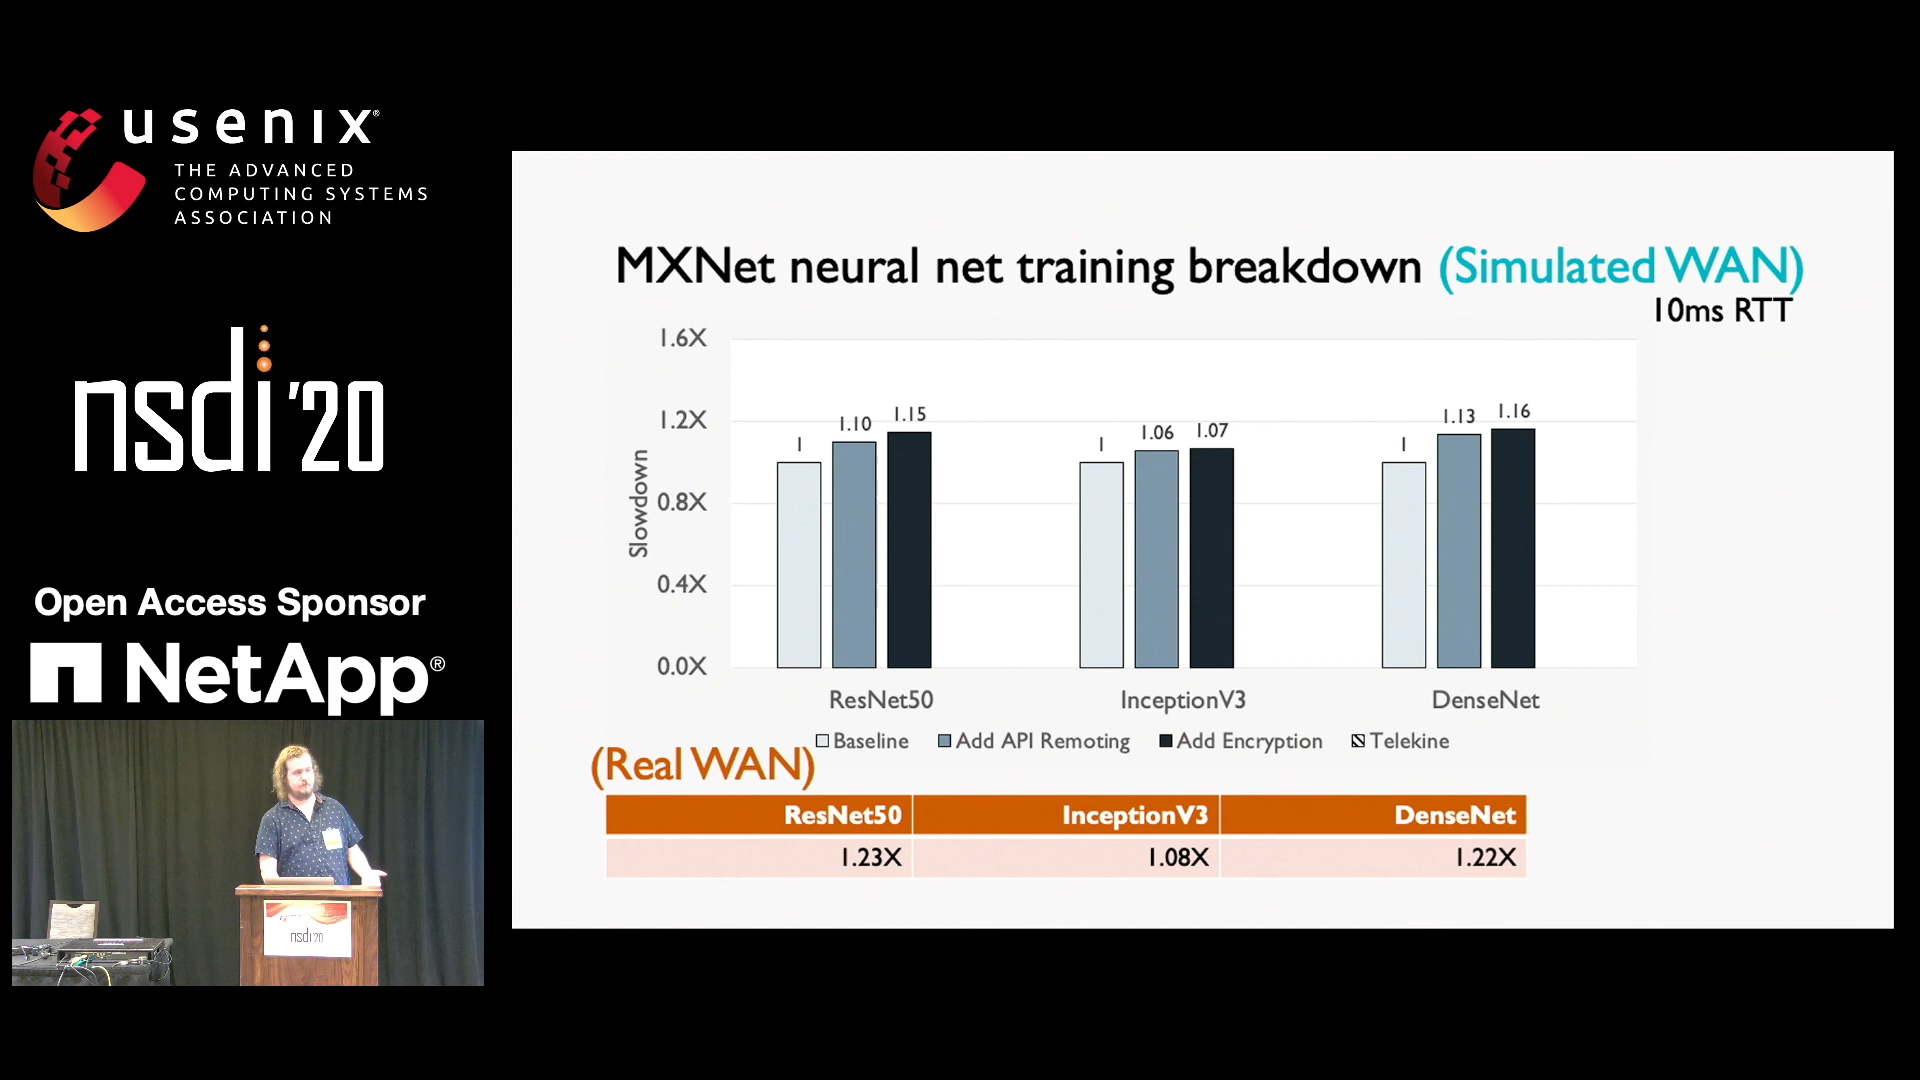 usenix®
THE ADVANCED
COMPUTING SYSTEMS
ASSOCIATION
nsdi '20
Open Access Sponsor
NetApp®
nsdi'20
MXNet neural net training breakdown (Simulated WAN)
10ms RTT
Slowdown
1.6X
1.2X
0.8X
0.4X
0.0X
1 1.10 1.15
1 1.06 1.07
1 1.13 1.16
ResNet50 InceptionV3 DenseNet
Baseline Add API Remoting Add Encryption Telekine
(Real WAN)
ResNet50 InceptionV3 DenseNet
1.23X 1.08X 1.22X